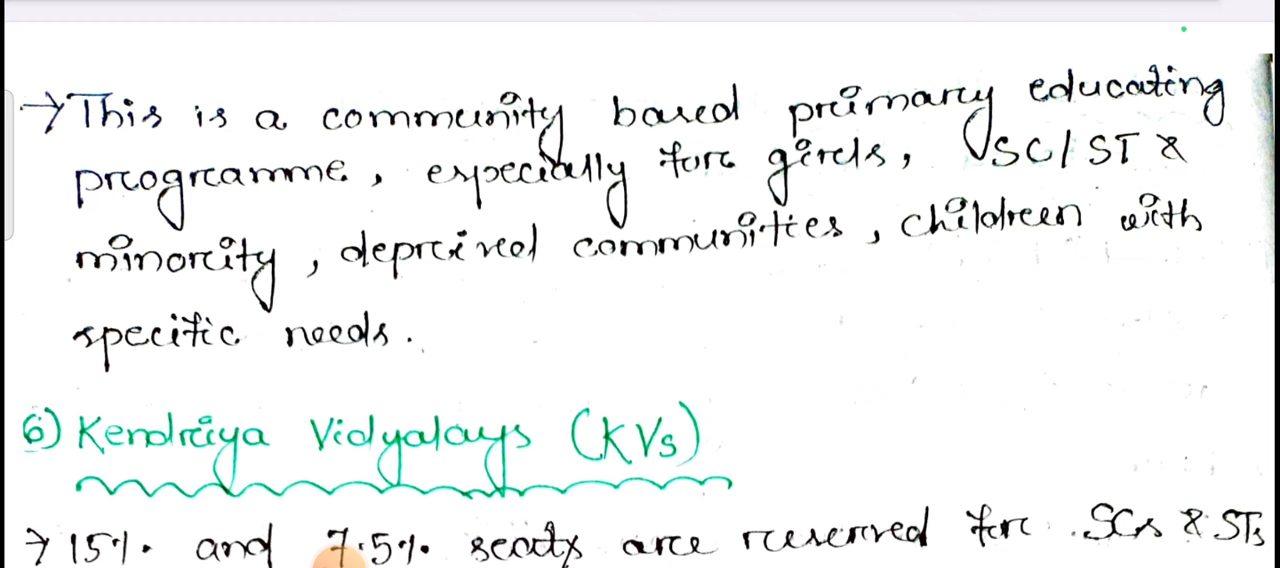 → This is a community based primary educating
programme, especially for girls, SC/ST &
minority, deprived communities, children with
specific needs.
6) Kendriya Vidyalays (KVs)
→ 15% and 7.5% seats are reserved for SCs & STs